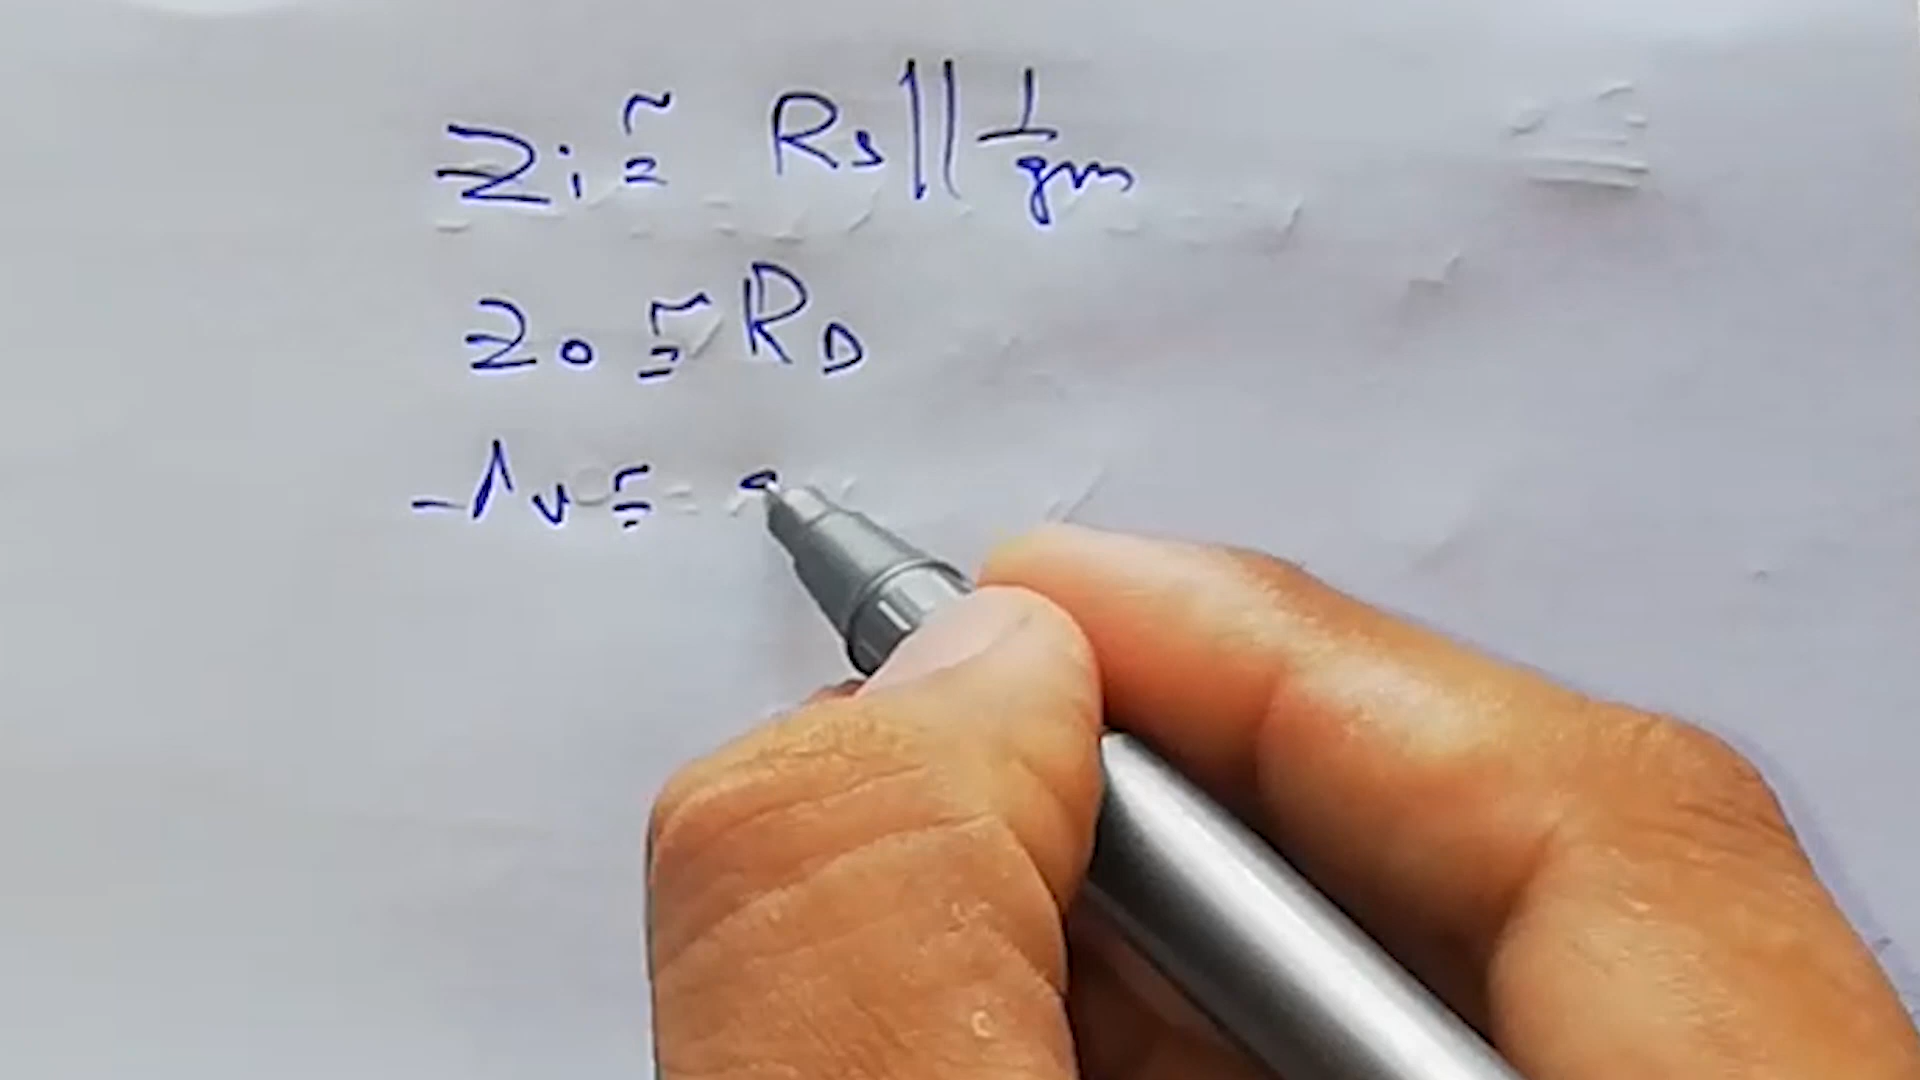 Zi ≅ Rs || 1/gm
Zo ≅ RD
Av ≅